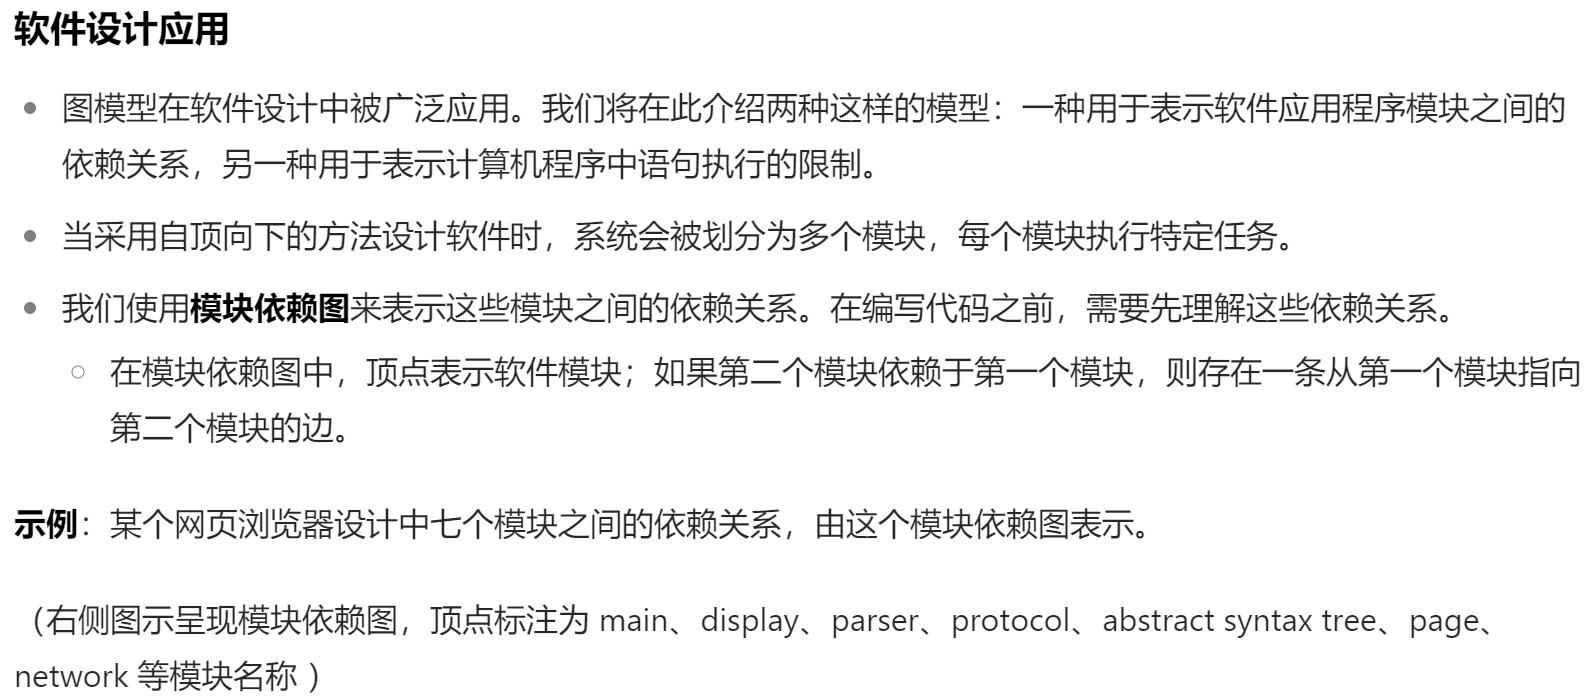 软件设计应用
图模型在软件设计中被广泛应用。我们将在此介绍两种这样的模型：一种用于表示软件应用程序模块之间的
依赖关系，另一种用于表示计算机程序中语句执行的限制。
当采用自顶向下的方法设计软件时，系统会被划分为多个模块，每个模块执行特定任务。
我们使用模块依赖图来表示这些模块之间的依赖关系。在编写代码之前，需要先理解这些依赖关系。
在模块依赖图中，顶点表示软件模块；如果第二个模块依赖于第一个模块，则存在一条从第一个模块指向
第二个模块的边。
示例：某个网页浏览器设计中七个模块之间的依赖关系，由这个模块依赖图表示。
（右侧图示呈现模块依赖图，顶点标注为 main、display、parser、protocol、abstract syntax tree、page、
network 等模块名称 ）